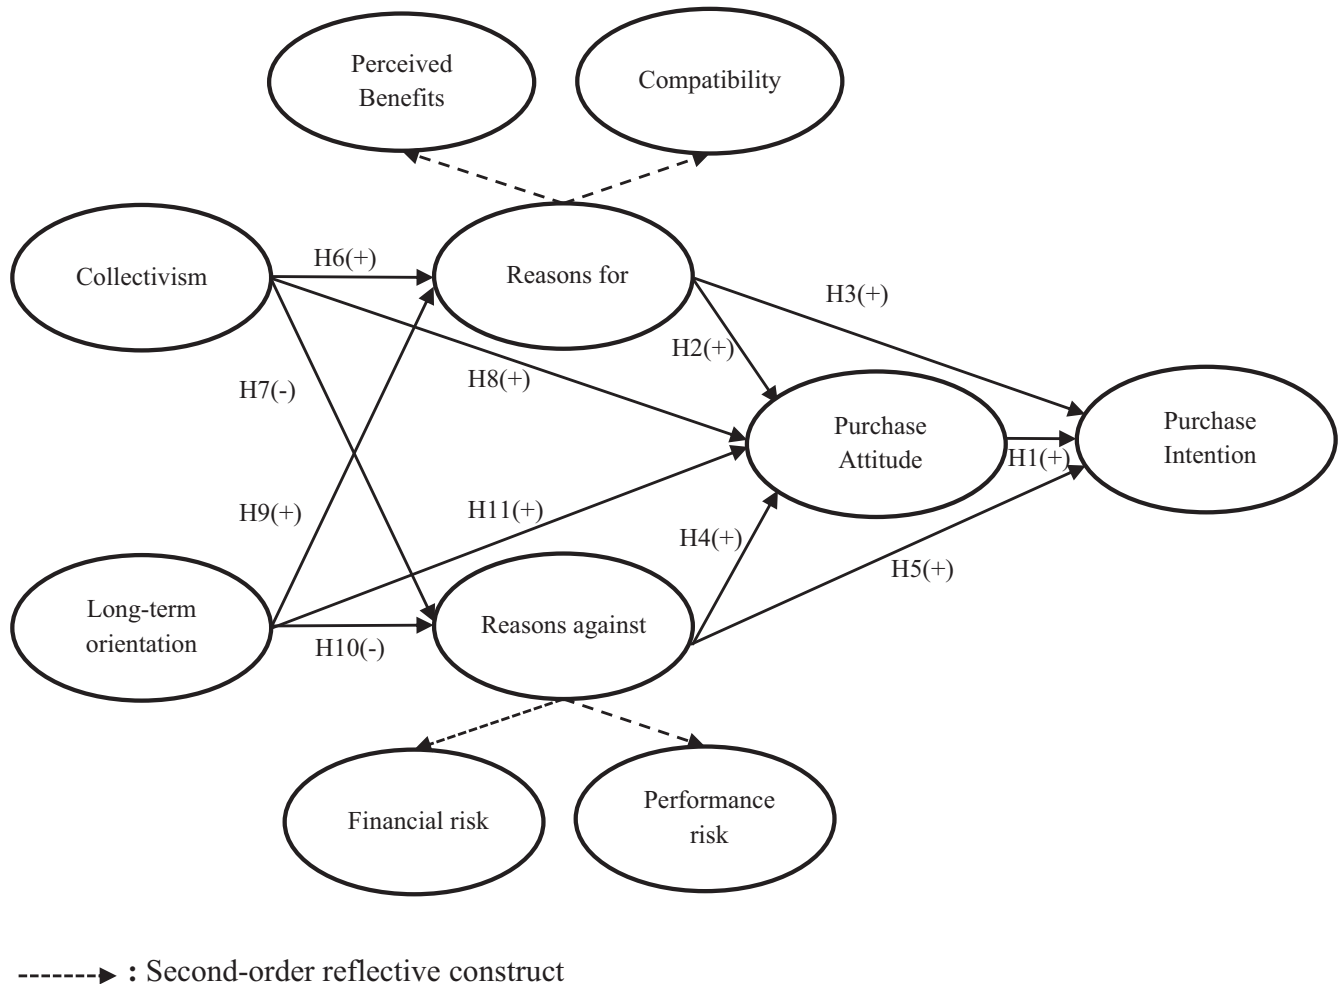 Perceived
Benefits
Compatibility
Collectivism
H6(+)
Reasons for
H3(+)
H2(+)
H8(+)
H7(-)
Purchase
Attitude
H1(+)
Purchase
Intention
H9(+)
H11(+)
H4(+)
H5(+)
Long-term
orientation
H10(-)
Reasons against
Financial risk
Performance
risk
: Second-order reflective construct